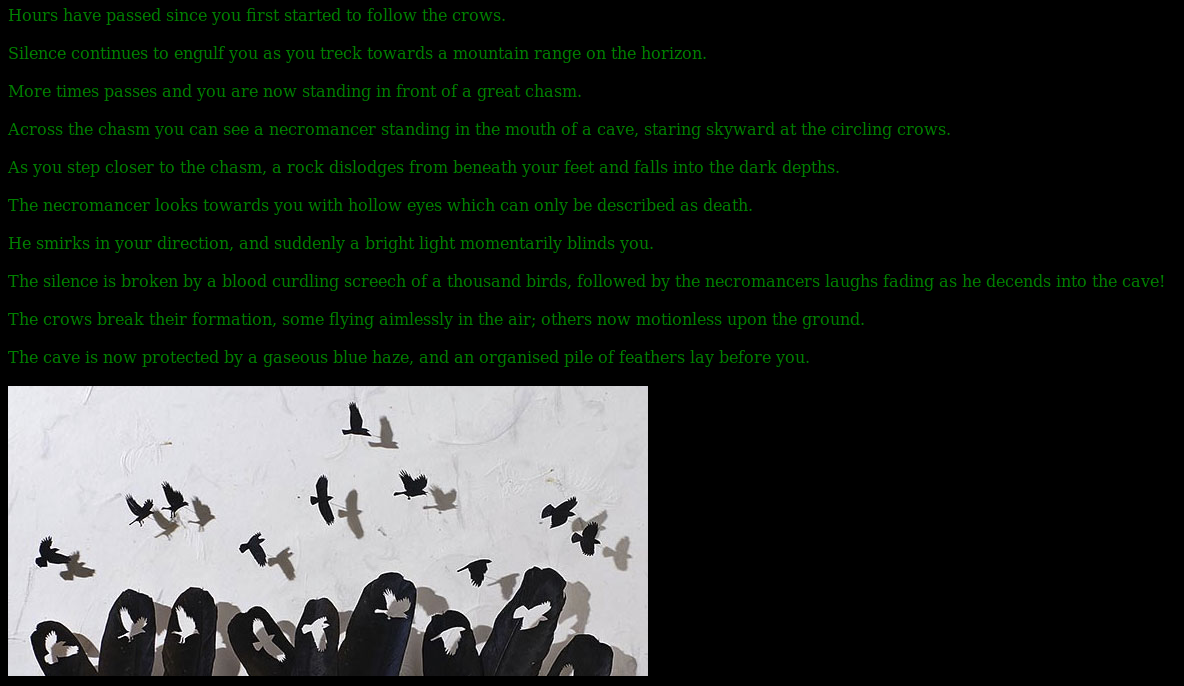 Hours have passed since you first started to follow the crows.
Silence continues to engulf you as you treck towards a mountain range on the horizon.
More times passes and you are now standing in front of a great chasm.
Across the chasm you can see a necromancer standing in the mouth of a cave, staring skyward at the circling crows.
As you step closer to the chasm, a rock dislodges from beneath your feet and falls into the dark depths.
The necromancer looks towards you with hollow eyes which can only be described as death.
He smirks in your direction, and suddenly a bright light momentarily blinds you.
The silence is broken by a blood curdling screech of a thousand birds, followed by the necromancers laughs fading as he decends into the cave!
The crows break their formation, some flying aimlessly in the air; others now motionless upon the ground.
The cave is now protected by a gaseous blue haze, and an organised pile of feathers lay before you.